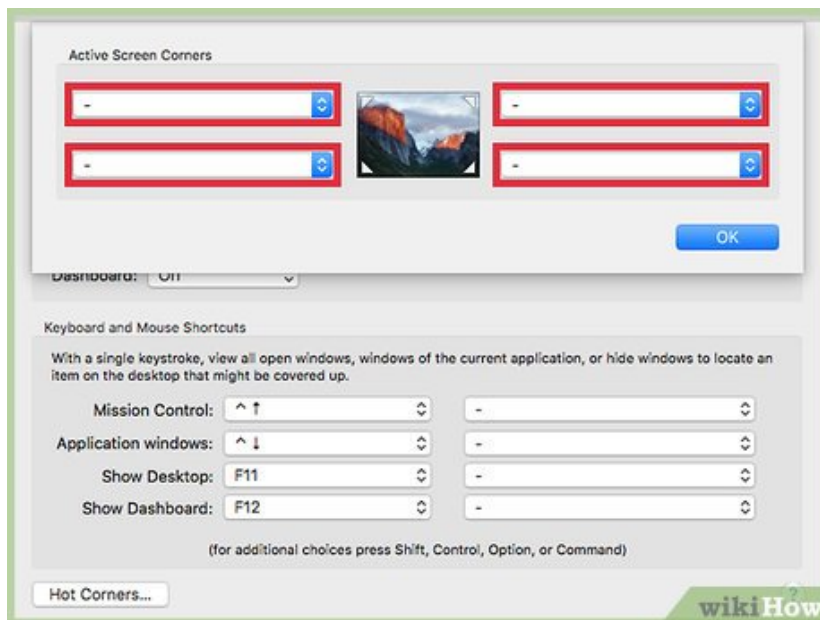 Active Screen Corners
- -
- -
OK
Dashboard: Off
Keyboard and Mouse Shortcuts
With a single keystroke, view all open windows, windows of the current application, or hide windows to locate an
item on the desktop that might be covered up.
Mission Control: ^ ↑ -
Application windows: ^ ↓ -
Show Desktop: F11 -
Show Dashboard: F12 -
(for additional choices press Shift, Control, Option, or Command)
Hot Corners...
?
wikiHow